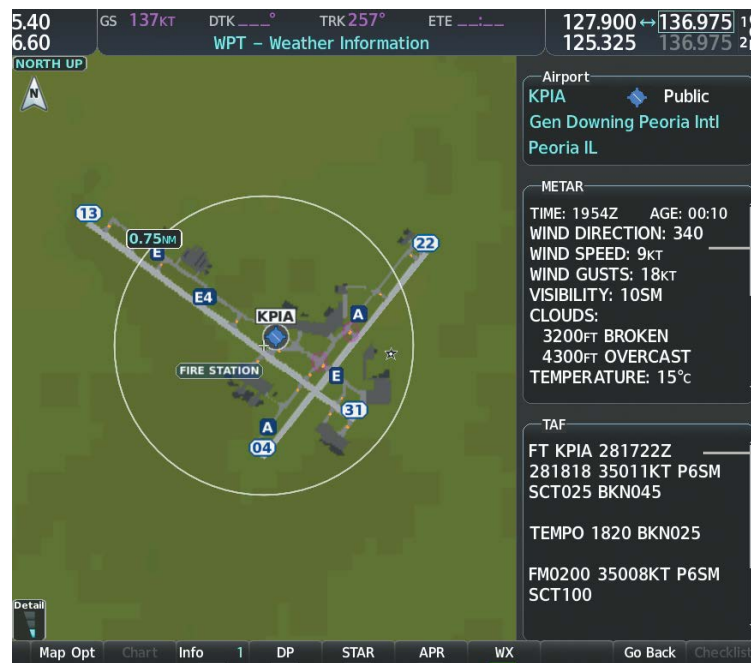 5.40
6.60
GS 137KT DTK ___° TRK 257° ETE __:__
WPT – Weather Information
127.900 ↔ 136.975
125.325 136.975
NORTH UP
N
13
0.75NM
E
22
E4
KPIA
A
FIRE STATION
E
31
A
04
Detail
Airport
KPIA Public
Gen Downing Peoria Intl
Peoria IL
METAR
TIME: 1954Z AGE: 00:10
WIND DIRECTION: 340
WIND SPEED: 9KT
WIND GUSTS: 18KT
VISIBILITY: 10SM
CLOUDS:
3200FT BROKEN
4300FT OVERCAST
TEMPERATURE: 15°C
TAF
FT KPIA 281722Z
281818 35011KT P6SM
SCT025 BKN045
TEMPO 1820 BKN025
FM0200 35008KT P6SM
SCT100
Map Opt Chart Info 1 DP STAR APR WX Go Back Checklist